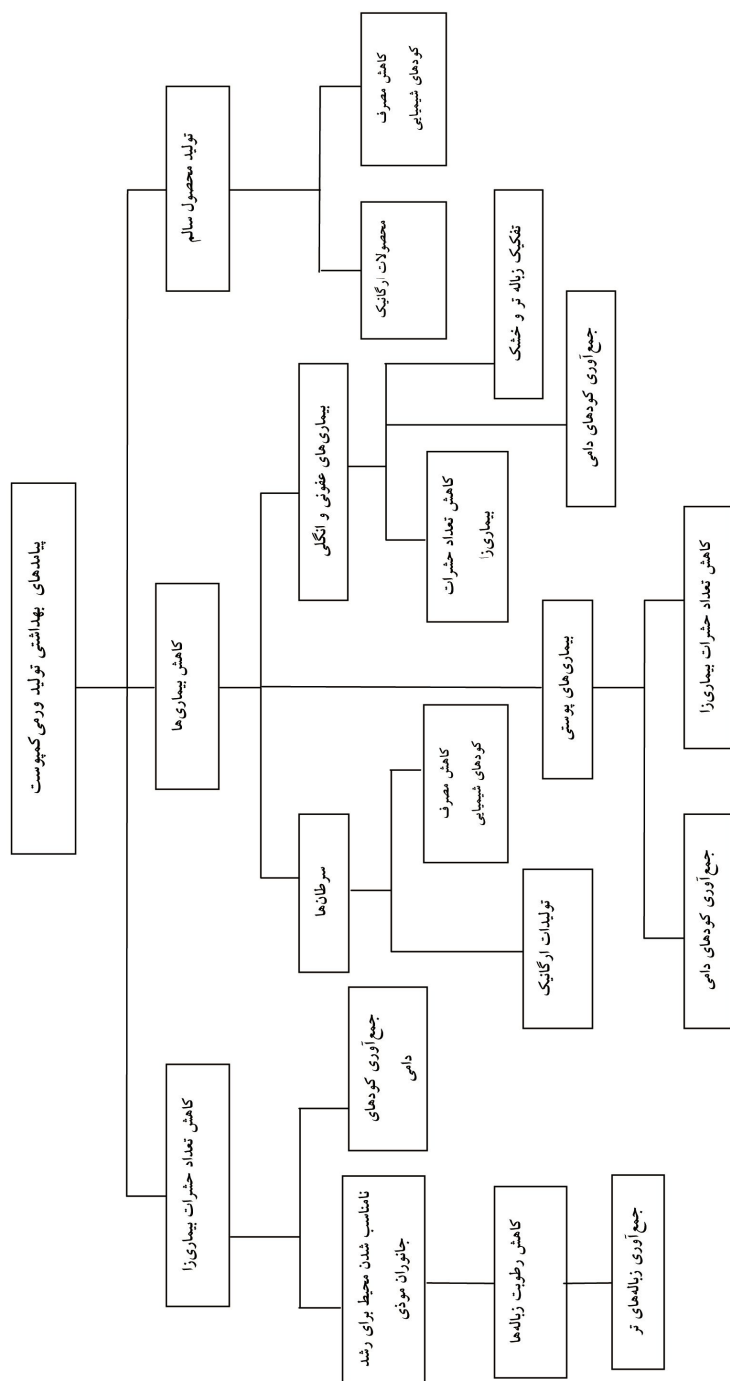 پیامدهای بهداشتی تولید ورمی‌کمپوست
تولید محصول سالم
کاهش بیماری‌ها
کاهش تعداد حشرات بیماری‌زا
کاهش مصرف
کودهای شیمیایی
محصولات ارگانیک
بیماری‌های عفونی و انگلی
سرطان‌ها
جمع‌آوری کودهای
دامی
نامناسب شدن محیط برای رشد
جانوران موذی
تفکیک زباله تر و خشک
جمع‌آوری کودهای دامی
کاهش تعداد حشرات
بیماری‌زا
بیماری‌های پوستی
کاهش مصرف
کودهای شیمیایی
تولیدات ارگانیک
کاهش رطوبت زباله‌ها
کاهش تعداد حشرات بیماری‌زا
جمع‌آوری کودهای دامی
جمع‌آوری زباله‌های تر